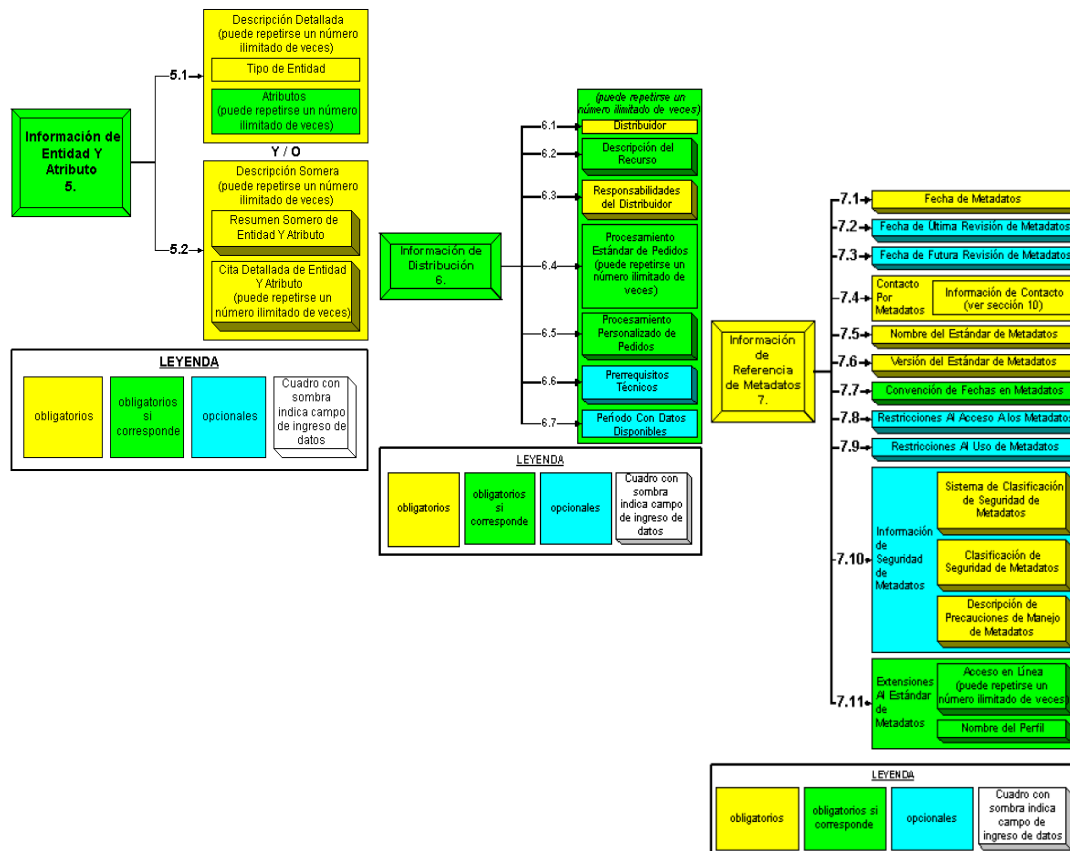 Información de
Entidad Y
Atributo
5.
5.1
Descripción Detallada
(puede repetirse un número
ilimitado de veces)
Tipo de Entidad
Atributos
(puede repetirse un número
ilimitado de veces)
Y / O
5.2
Descripción Somera
(puede repetirse un número
ilimitado de veces)
Resumen Somero de
Entidad Y Atributo
Cita Detallada de Entidad
Y Atributo
(puede repetirse un
número ilimitado de veces)
LEYENDA
obligatorios
obligatorios
si
corresponde
opcionales
Cuadro con
sombra
indica campo
de ingreso de
datos
Información de
Distribución
6.
(puede repetirse un
número ilimitado de veces)
6.1
Distribuidor
6.2
Descripción del
Recurso
6.3
Responsabilidades
del Distribuidor
6.4
Procesamiento
Estándar de Pedidos
(puede repetirse un
número ilimitado de
veces)
6.5
Procesamiento
Personalizado de
Pedidos
6.6
Prerrequisitos
Técnicos
6.7
Período Con Datos
Disponibles
LEYENDA
obligatorios
obligatorios
si
corresponde
opcionales
Cuadro con
sombra
indica campo
de ingreso de
datos
Información
de
Referencia
de Metadatos
7.
7.1
Fecha de Metadatos
7.2
Fecha de Última Revisión de Metadatos
7.3
Fecha de Futura Revisión de Metadatos
7.4
Contacto
Por
Metadatos
Información de Contacto
(ver sección 10)
7.5
Nombre del Estándar de Metadatos
7.6
Versión del Estándar de Metadatos
7.7
Convención de Fechas en Metadatos
7.8
Restricciones Al Acceso A los Metadatos
7.9
Restricciones Al Uso de Metadatos
7.10
Información
de
Seguridad
de
Metadatos
Sistema de Clasificación
de Seguridad de
Metadatos
Clasificación de
Seguridad de Metadatos
Descripción de
Precauciones de Manejo
de Metadatos
7.11
Extensiones
Al Estándar
de
Metadatos
Acceso en Línea
(puede repetirse un
número ilimitado de veces)
Nombre del Perfil
LEYENDA
obligatorios
obligatorios si
corresponde
opcionales
Cuadro con
sombra indica
campo de
ingreso de datos